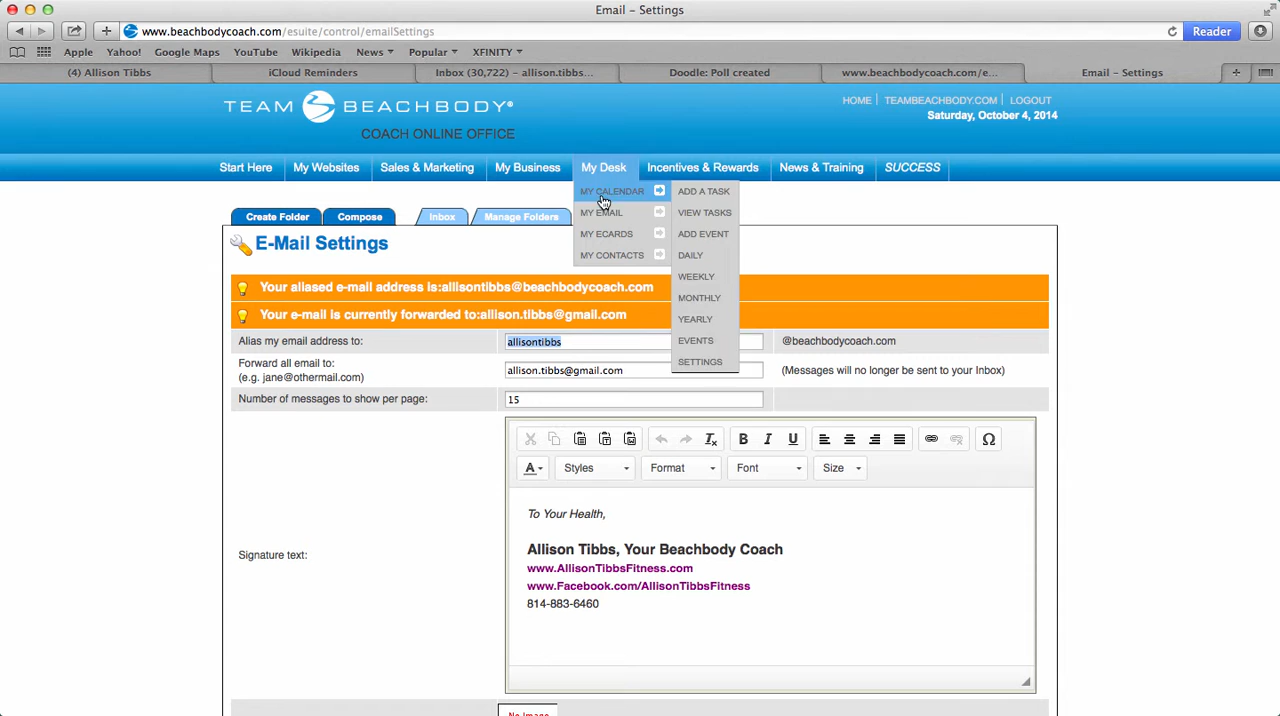 Email – Settings
www.beachbodycoach.com/esuite/control/emailSettings
Reader
Apple Yahoo! Google Maps YouTube Wikipedia News Popular XFINITY
(4) Allison Tibbs
iCloud Reminders
Inbox (30,722) – allison.tibbs...
Doodle: Poll created
www.beachbodycoach.com/e...
Email – Settings
TEAM BEACHBODY®
COACH ONLINE OFFICE
HOME | TEAMBEACHBODY.COM | LOGOUT
Saturday, October 4, 2014
Start Here My Websites Sales & Marketing My Business My Desk Incentives & Rewards News & Training SUCCESS
MY CALENDAR
MY EMAIL
MY ECARDS
MY CONTACTS
ADD A TASK
VIEW TASKS
ADD EVENT
DAILY
WEEKLY
MONTHLY
YEARLY
EVENTS
SETTINGS
Create Folder Compose Inbox Manage Folders
E-Mail Settings
Your aliased e-mail address is:allisontibbs@beachbodycoach.com
Your e-mail is currently forwarded to:allison.tibbs@gmail.com
Alias my email address to: allisontibbs @beachbodycoach.com
Forward all email to:
(e.g. jane@othermail.com)
allison.tibbs@gmail.com
(Messages will no longer be sent to your Inbox)
Number of messages to show per page: 15
B I U Ω
A Styles Format Font Size
Signature text:
To Your Health,
Allison Tibbs, Your Beachbody Coach
www.AllisonTibbsFitness.com
www.Facebook.com/AllisonTibbsFitness
814-883-6460
No Image